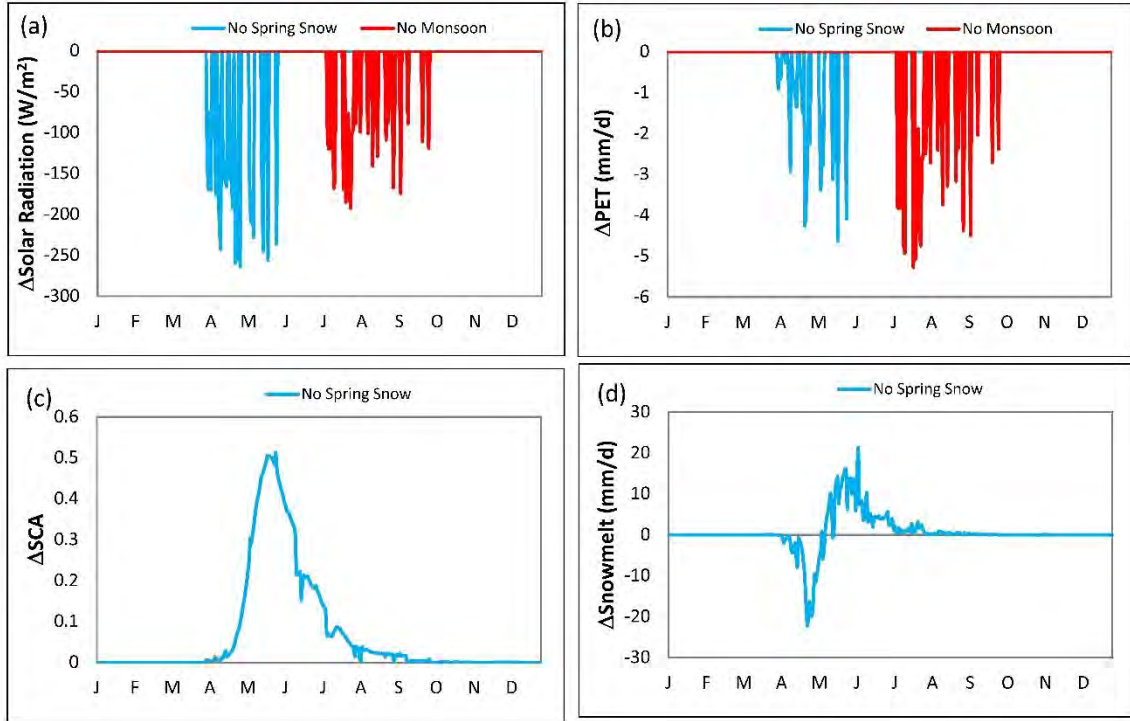 (a)
No Spring Snow No Monsoon
0
-50
-100
-150
-200
-250
-300
ΔSolar Radiation (W/m²)
J F M A M J J A S O N D
(b)
No Spring Snow No Monsoon
0
-1
-2
-3
-4
-5
-6
ΔPET (mm/d)
J F M A M J J A S O N D
(c)
No Spring Snow
0.6
0.5
0.4
0.3
0.2
0.1
0
ΔSCA
J F M A M J J A S O N D
(d)
No Spring Snow
30
20
10
0
-10
-20
-30
ΔSnowmelt (mm/d)
J F M A M J J A S O N D